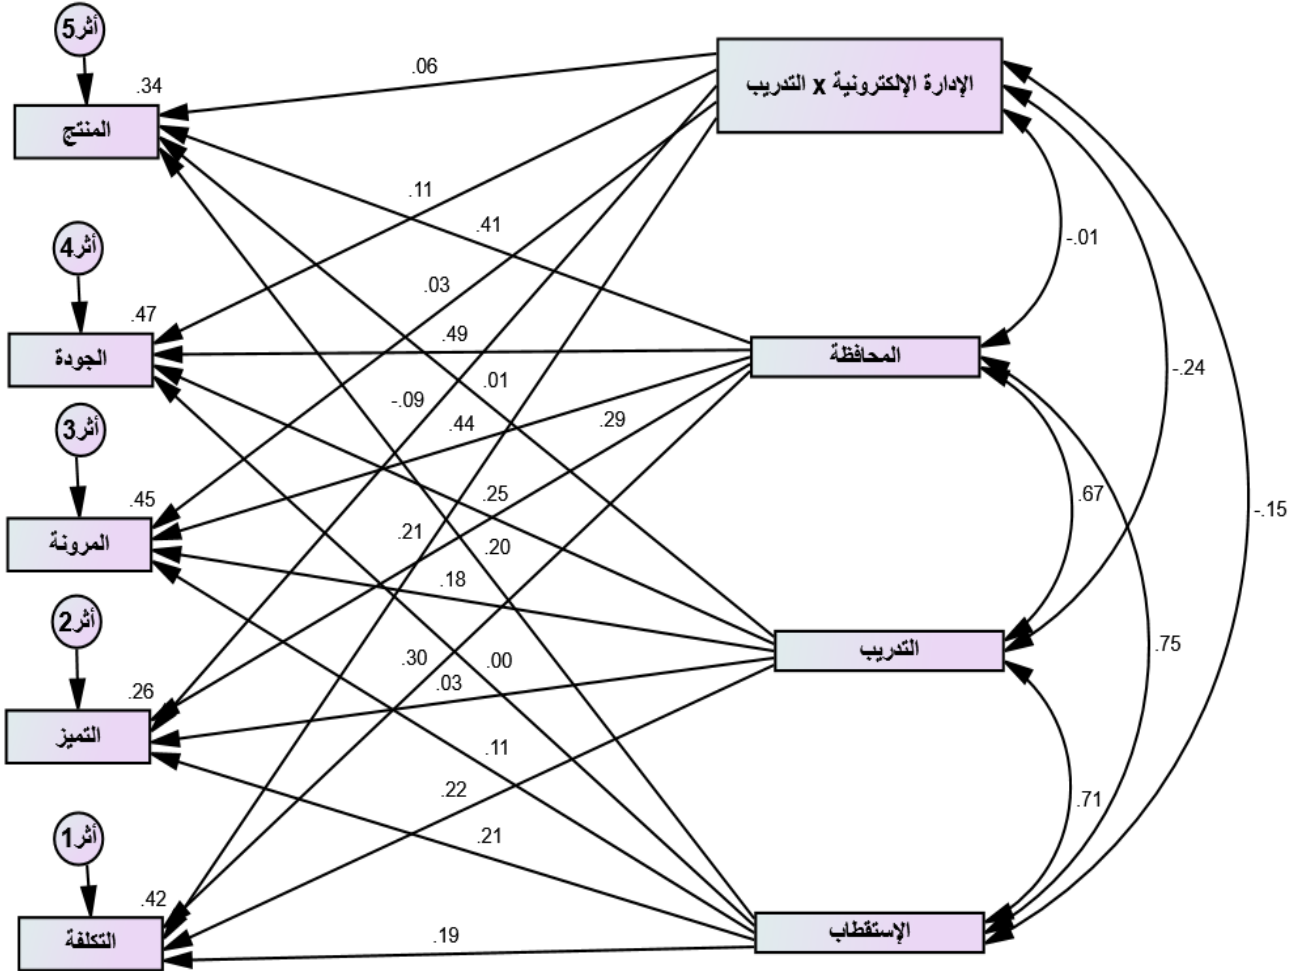 أثر5
.34
المنتج
.06
الإدارة الإلكترونية x التدريب
.11
.41
-.01
أثر4
.47
الجودة
.03
.49
المحافظة
-.09
.01
-.24
أثر3
.44
.29
.45
المرونة
.25
.67
-.15
.21
.20
.18
أثر2
.26
التميز
.30
.00
.03
التدريب
.75
.11
.22
.71
.21
أثر1
.42
التكلفة
.19
الإستقطاب